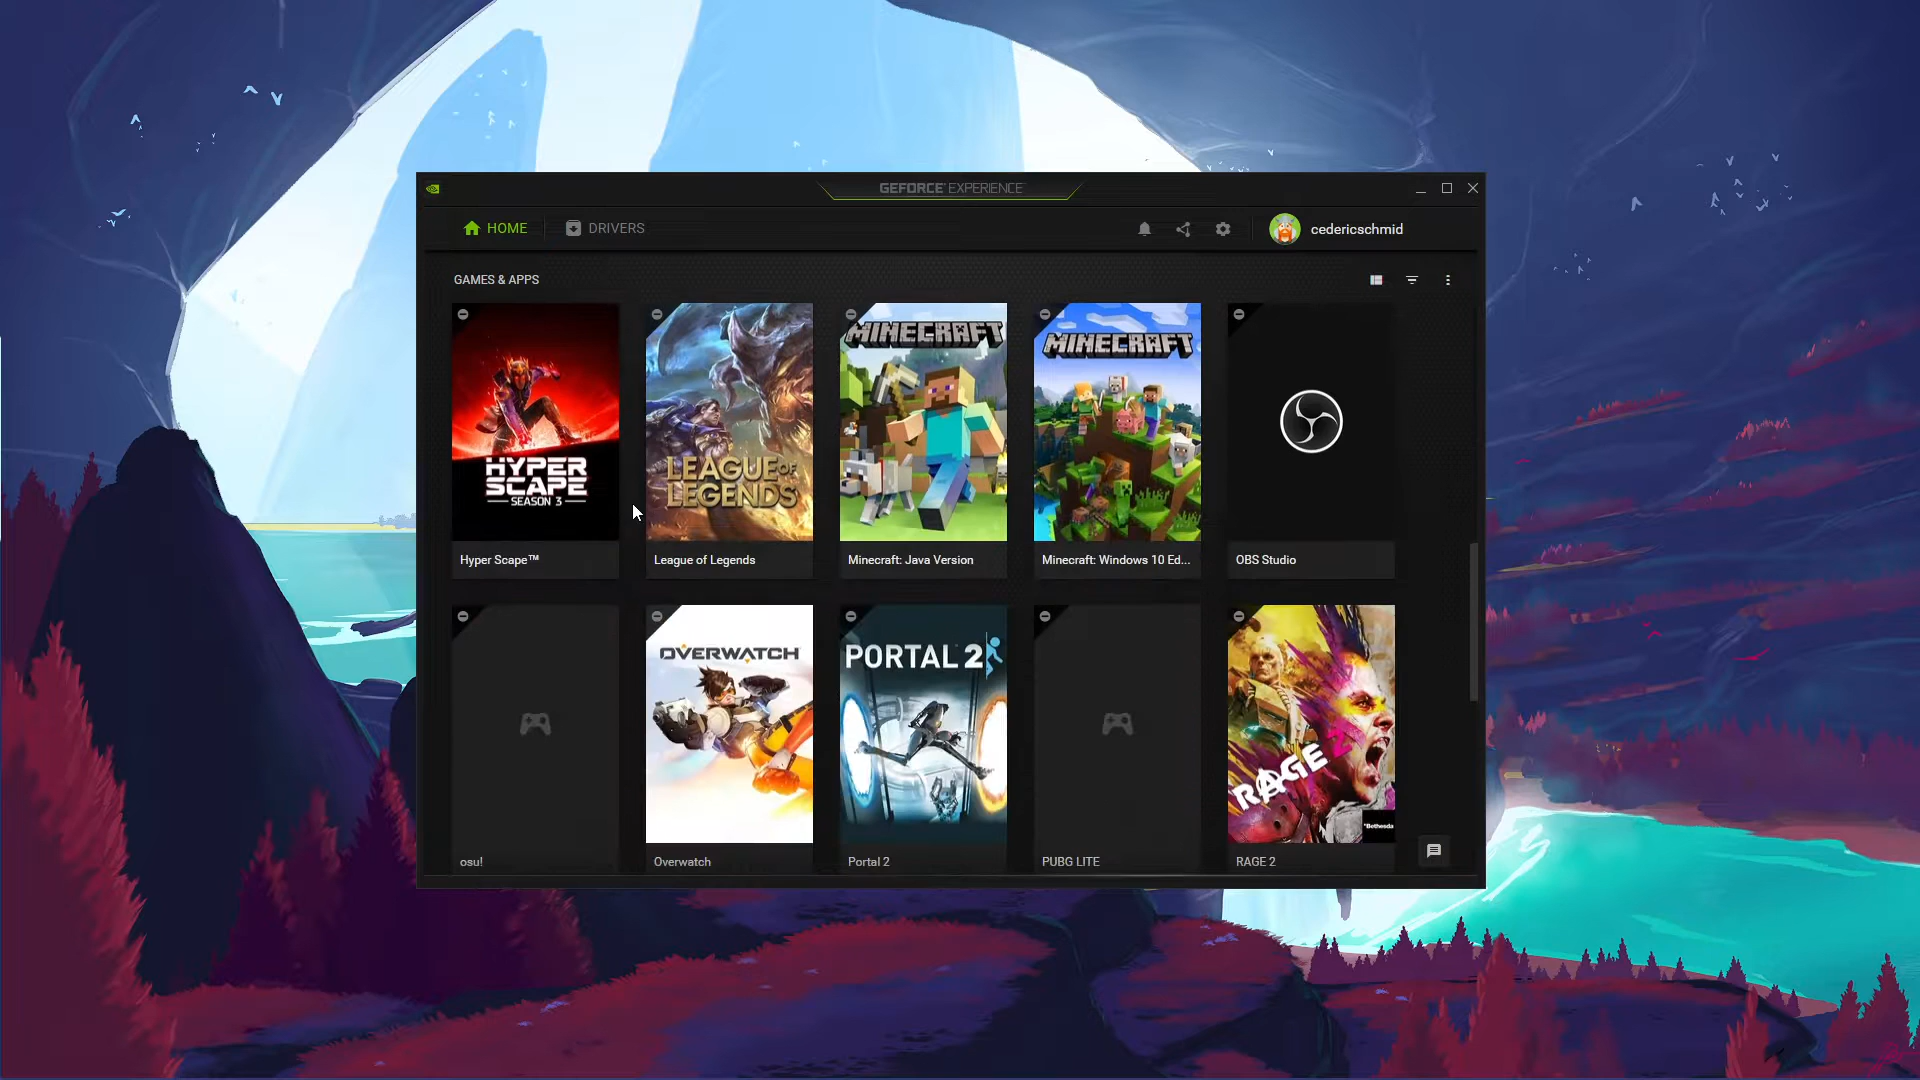 GEFORCE EXPERIENCE
HOME
DRIVERS
cedericschmid
GAMES & APPS
HYPER
SCAPE
SEASON 3
LEAGUE OF
LEGENDS
MINECRAFT
MINECRAFT
Hyper Scape™
League of Legends
Minecraft: Java Version
Minecraft: Windows 10 Ed...
OBS Studio
OVERWATCH
PORTAL 2
RAGE 2
Bethesda
osu!
Overwatch
Portal 2
PUBG LITE
RAGE 2